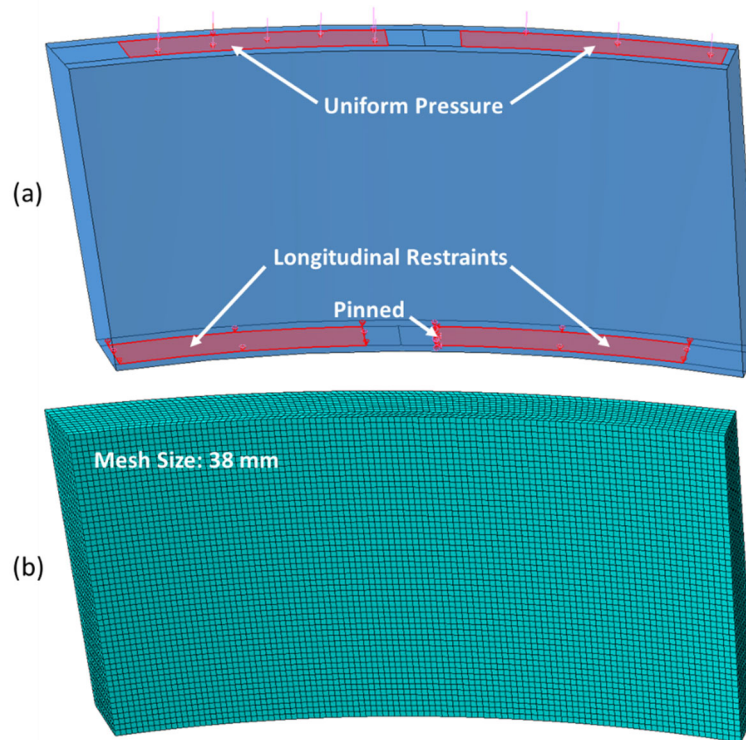 Uniform Pressure
(a)
Longitudinal Restraints
Pinned
Mesh Size: 38 mm
(b)